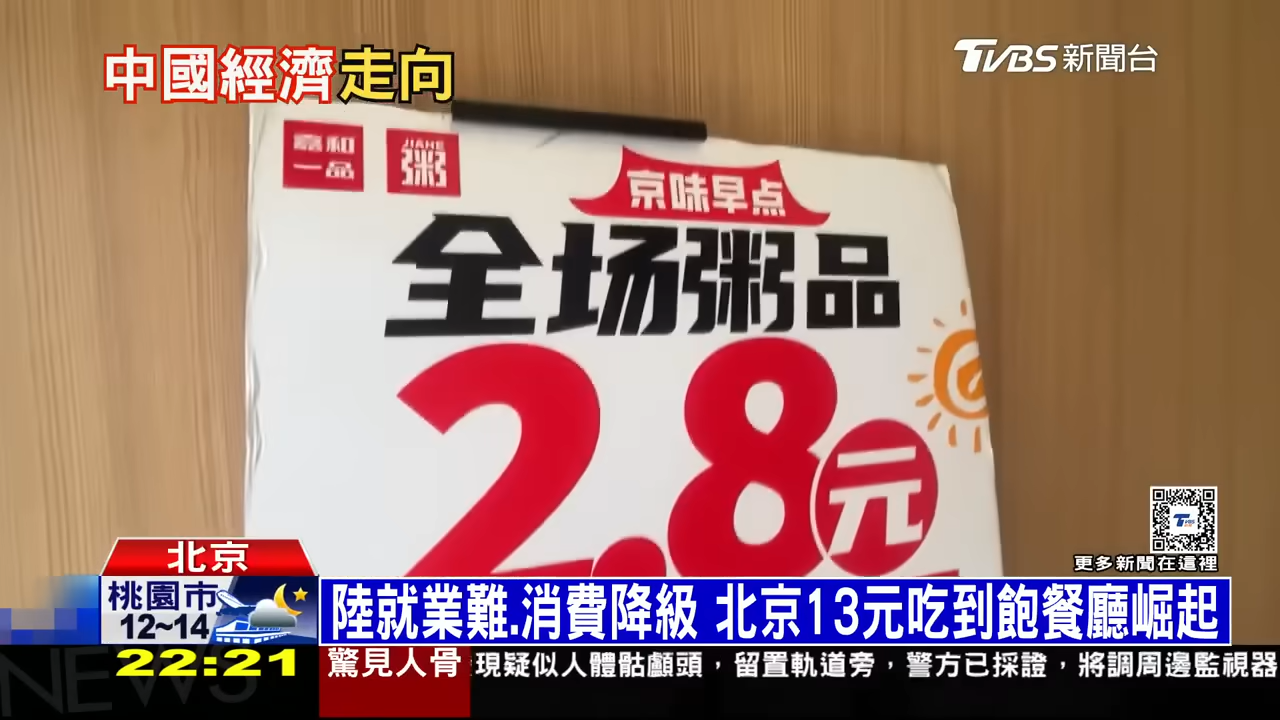 中國經濟走向
TVBS新聞台
嘉和一品
JIAHE
粥
京味早点
全场粥品
2.8元
更多新聞在這裡
北京
桃園市
12~14
陸就業難.消費降級 北京13元吃到飽餐廳崛起
22:21
驚見人骨
現疑似人體骷顱頭，留置軌道旁，警方已採證，將調周邊監視器
NEWS